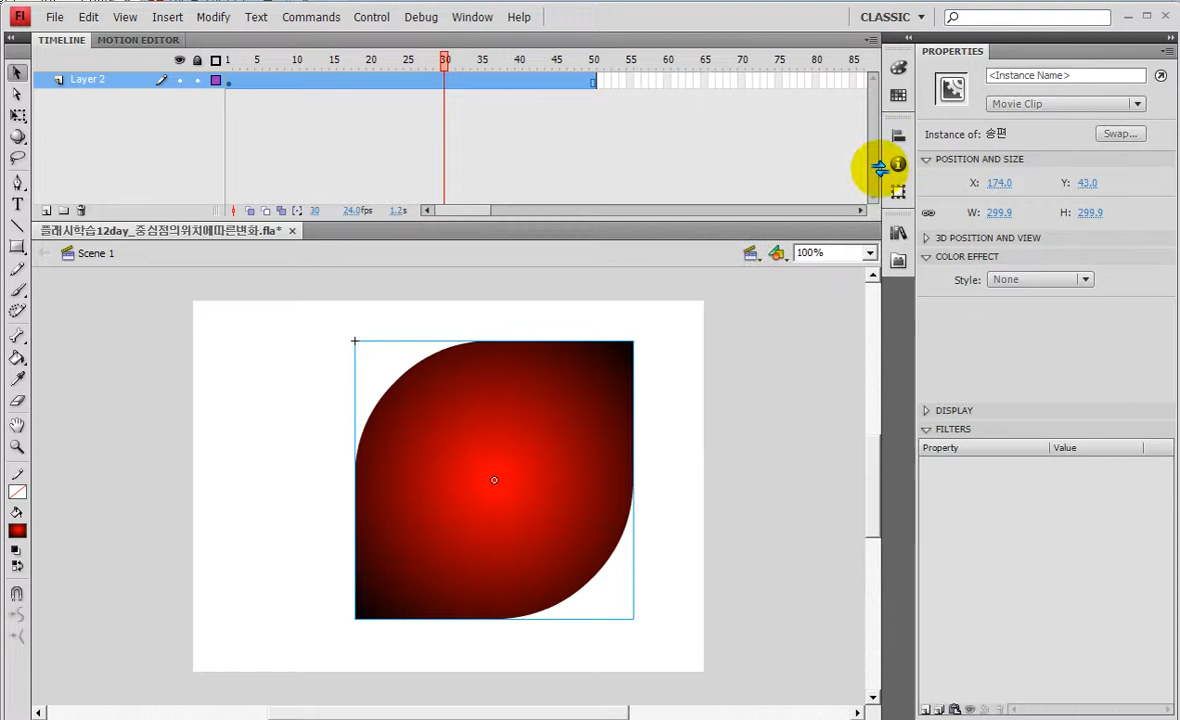 Fl File Edit View Insert Modify Text Commands Control Debug Window Help CLASSIC
TIMELINE MOTION EDITOR
1 5 10 15 20 25 30 35 40 45 50 55 60 65 70 75 80 85
Layer 2
30 24.0fps 1.2s
플래시학습12day_중심점의위치에따른변화.fla*
Scene 1 100%
PROPERTIES
<Instance Name>
Movie Clip
Instance of: 송편 Swap...
POSITION AND SIZE
X: 174.0 Y: 43.0
W: 299.9 H: 299.9
3D POSITION AND VIEW
COLOR EFFECT
Style: None
DISPLAY
FILTERS
Property Value